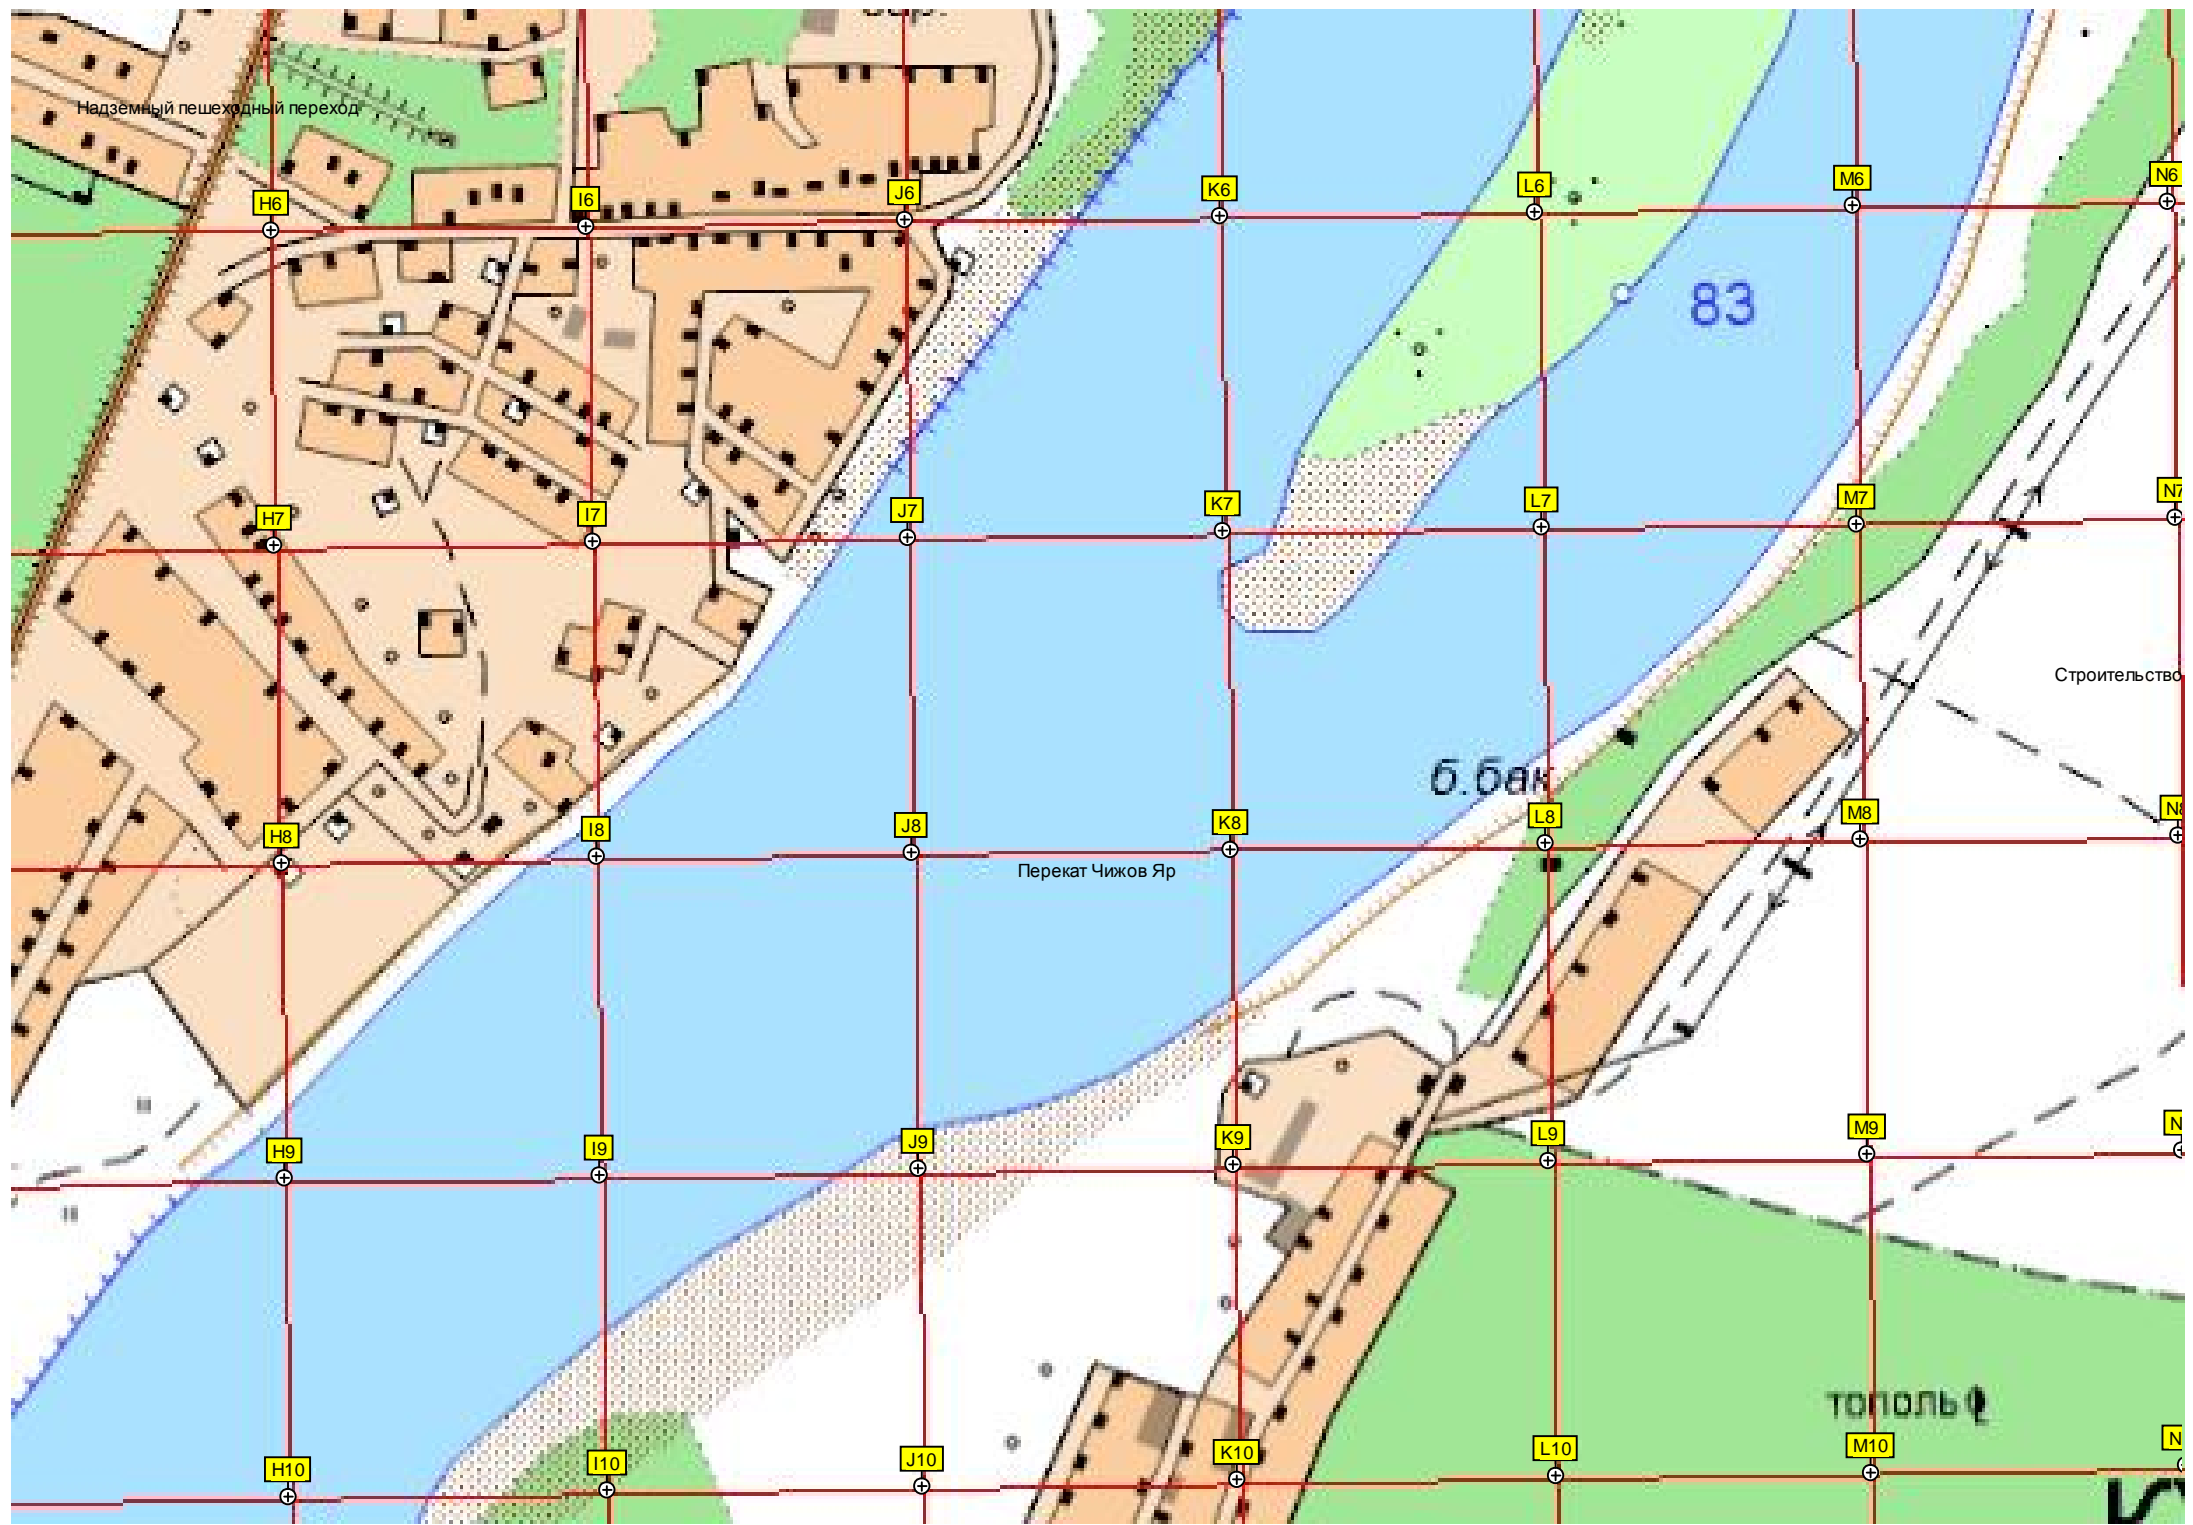 Надземный пешеходный переход
H6 I6 J6 K6 L6 M6 N6
83
H7 I7 J7 K7 L7 M7 N7
Строительство
б.бак
H8 I8 J8 K8 L8 M8 N8
Перекат Чижов Яр
H9 I9 J9 K9 L9 M9 N
тополь
H10 I10 J10 K10 L10 M10 N